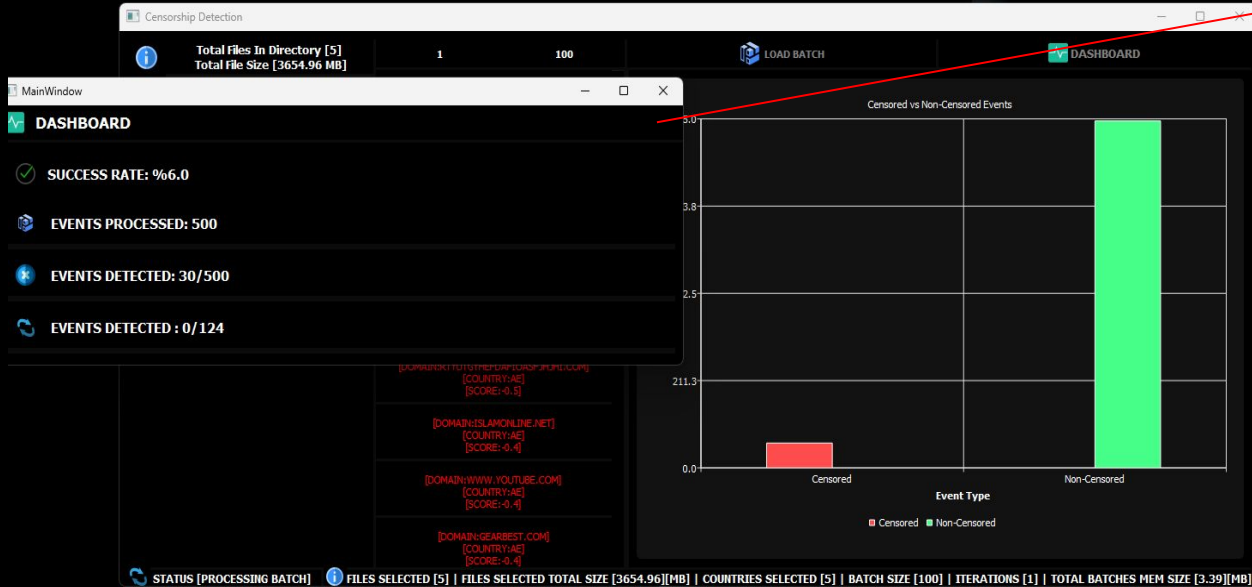 Censorship Detection
Total Files In Directory [5]
Total File Size [3654.96 MB]
1
100
LOAD BATCH
DASHBOARD
MainWindow
DASHBOARD
SUCCESS RATE: %6.0
EVENTS PROCESSED: 500
EVENTS DETECTED: 30/500
EVENTS DETECTED : 0/124
[COUNTRY:AE]
[SCORE:-0.5]
[DOMAIN:ISLAMONLINE.NET]
[COUNTRY:AE]
[SCORE:-0.4]
[DOMAIN:WWW.YOUTUBE.COM]
[COUNTRY:AE]
[SCORE:-0.4]
[DOMAIN:GEARBEST.COM]
[COUNTRY:AE]
[SCORE:-0.4]
Censored vs Non-Censored Events
5.0
3.8
2.5
211.3
0.0
Censored
Non-Censored
Event Type
Censored
Non-Censored
STATUS [PROCESSING BATCH]
FILES SELECTED [5] | FILES SELECTED TOTAL SIZE [3654.96][MB] | COUNTRIES SELECTED [5] | BATCH SIZE [100] | ITERATIONS [1] | TOTAL BATCHES MEM SIZE [3.39][MB]